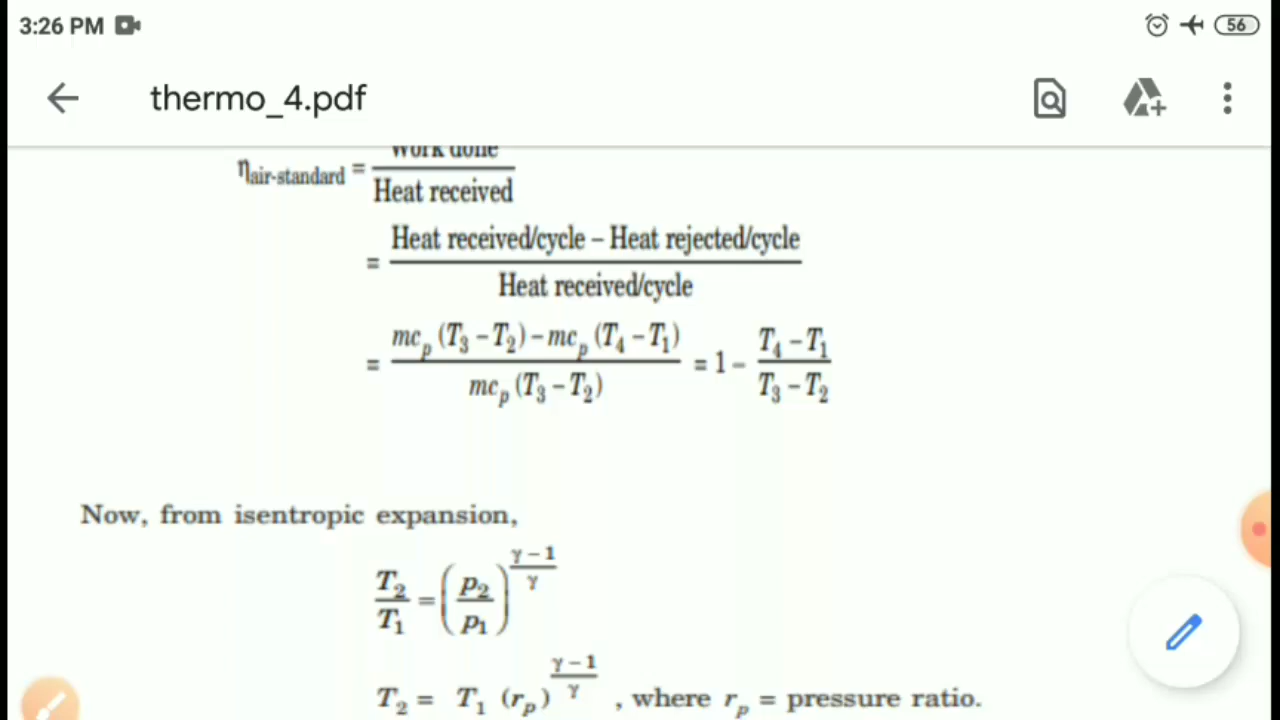 3:26 PM 56
thermo_4.pdf
Work done
η air-standard = 
Heat received
Heat received/cycle – Heat rejected/cycle
=
Heat received/cycle
= mc_p (T_3 – T_2) – mc_p (T_4 – T_1) / mc_p (T_3 – T_2) = 1 – (T_4 – T_1) / (T_3 – T_2)
Now, from isentropic expansion,
T_2 / T_1 = (p_2 / p_1)^((γ – 1) / γ)
T_2 = T_1 (r_p)^((γ – 1) / γ) , where r_p = pressure ratio.